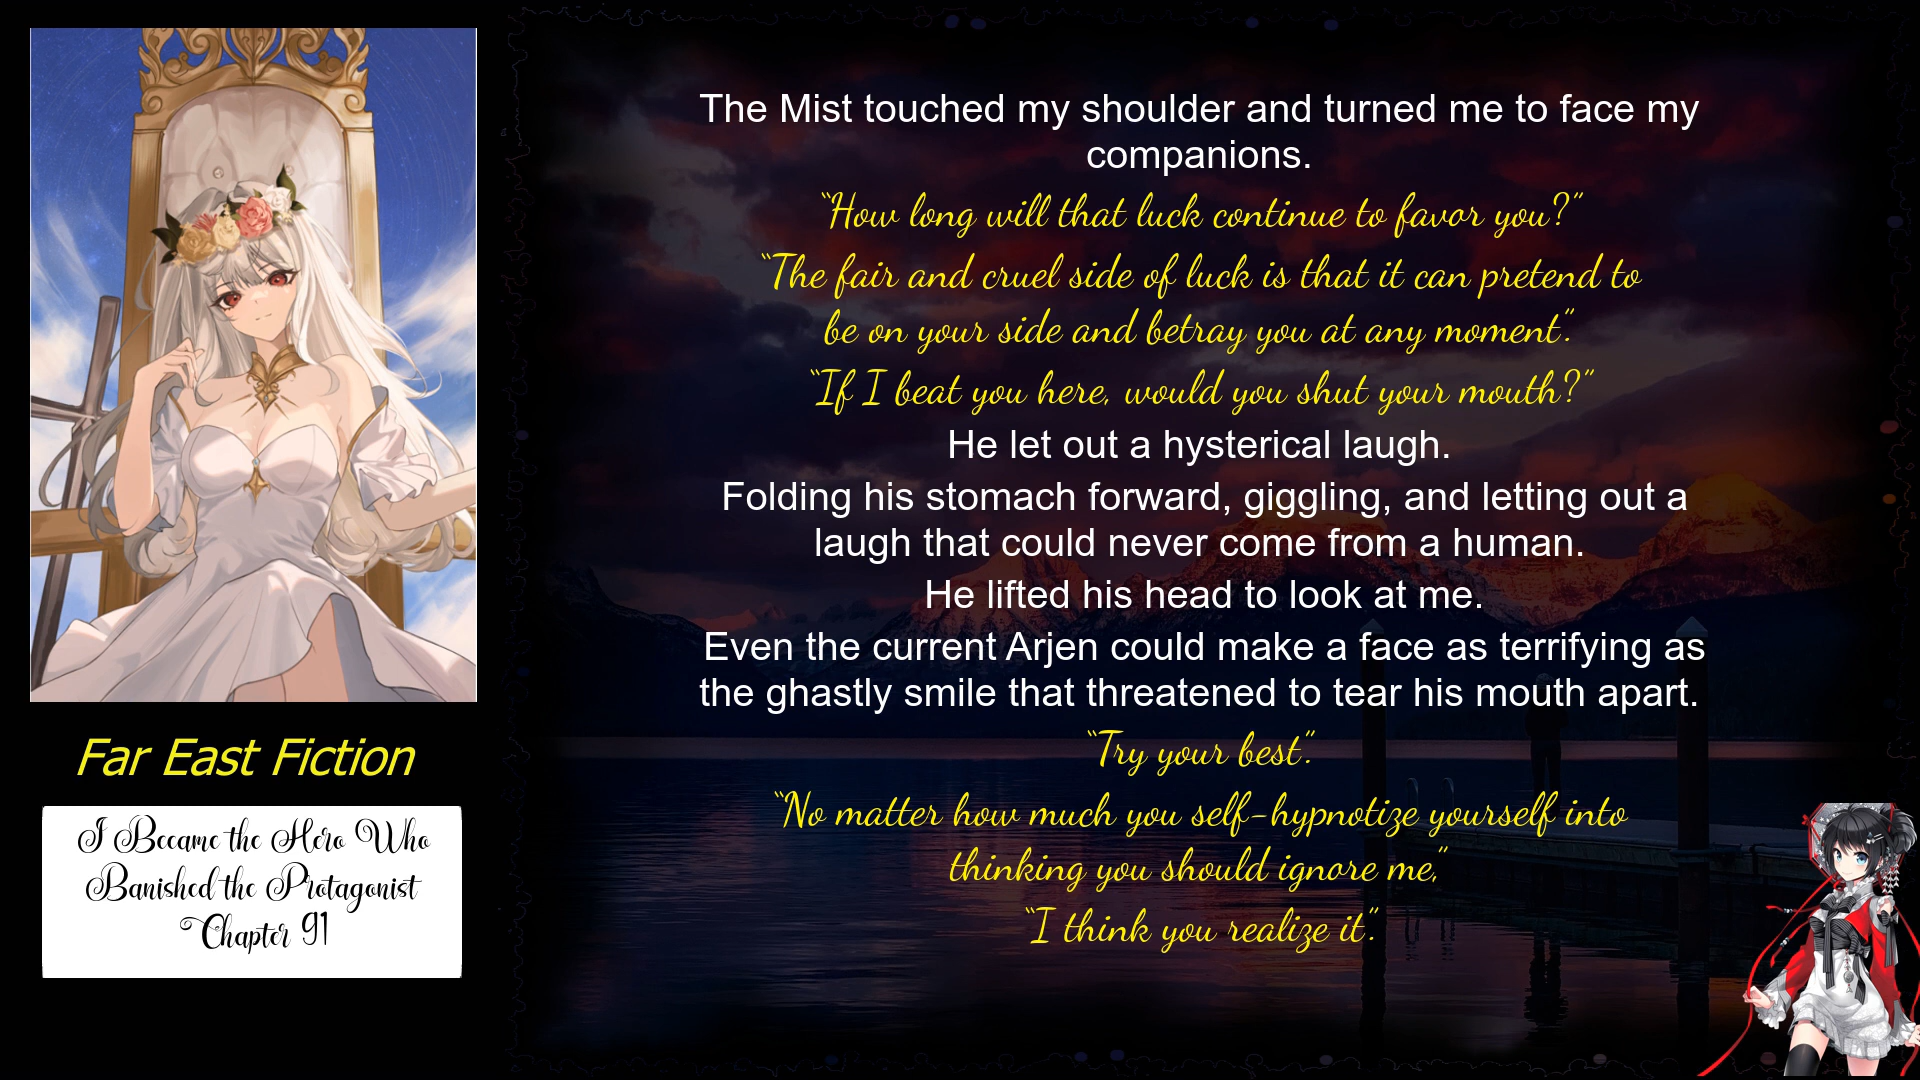 The Mist touched my shoulder and turned me to face my
companions.
“How long will that luck continue to favor you?”
“The fair and cruel side of luck is that it can pretend to
be on your side and betray you at any moment”.
“If I beat you here, would you shut your mouth?”
He let out a hysterical laugh.
Folding his stomach forward, giggling, and letting out a
laugh that could never come from a human.
He lifted his head to look at me.
Even the current Arjen could make a face as terrifying as
the ghastly smile that threatened to tear his mouth apart.
“Try your best”.
“No matter how much you self-hypnotize yourself into
thinking you should ignore me,”
“I think you realize it”.
Far East Fiction
I Became the Hero Who
Banished the Protagonist
Chapter 91